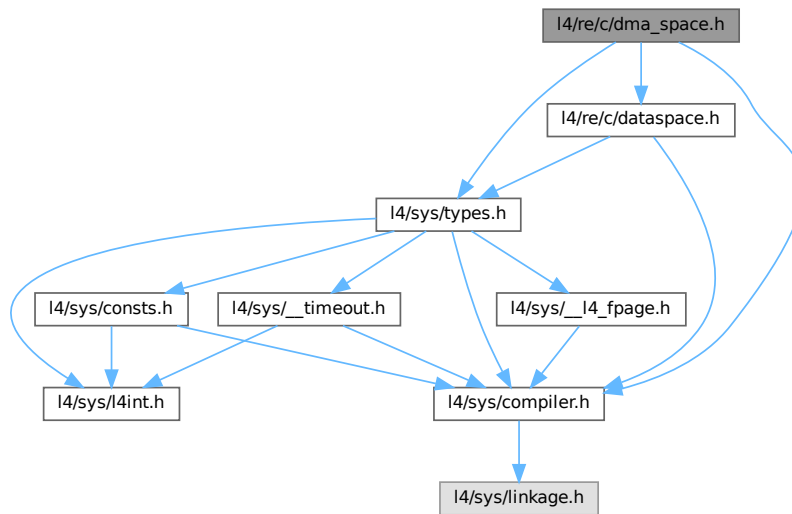 l4/re/c/dma_space.h
l4/re/c/dataspace.h
l4/sys/types.h
l4/sys/consts.h
l4/sys/__timeout.h
l4/sys/__l4_fpage.h
l4/sys/l4int.h
l4/sys/compiler.h
l4/sys/linkage.h